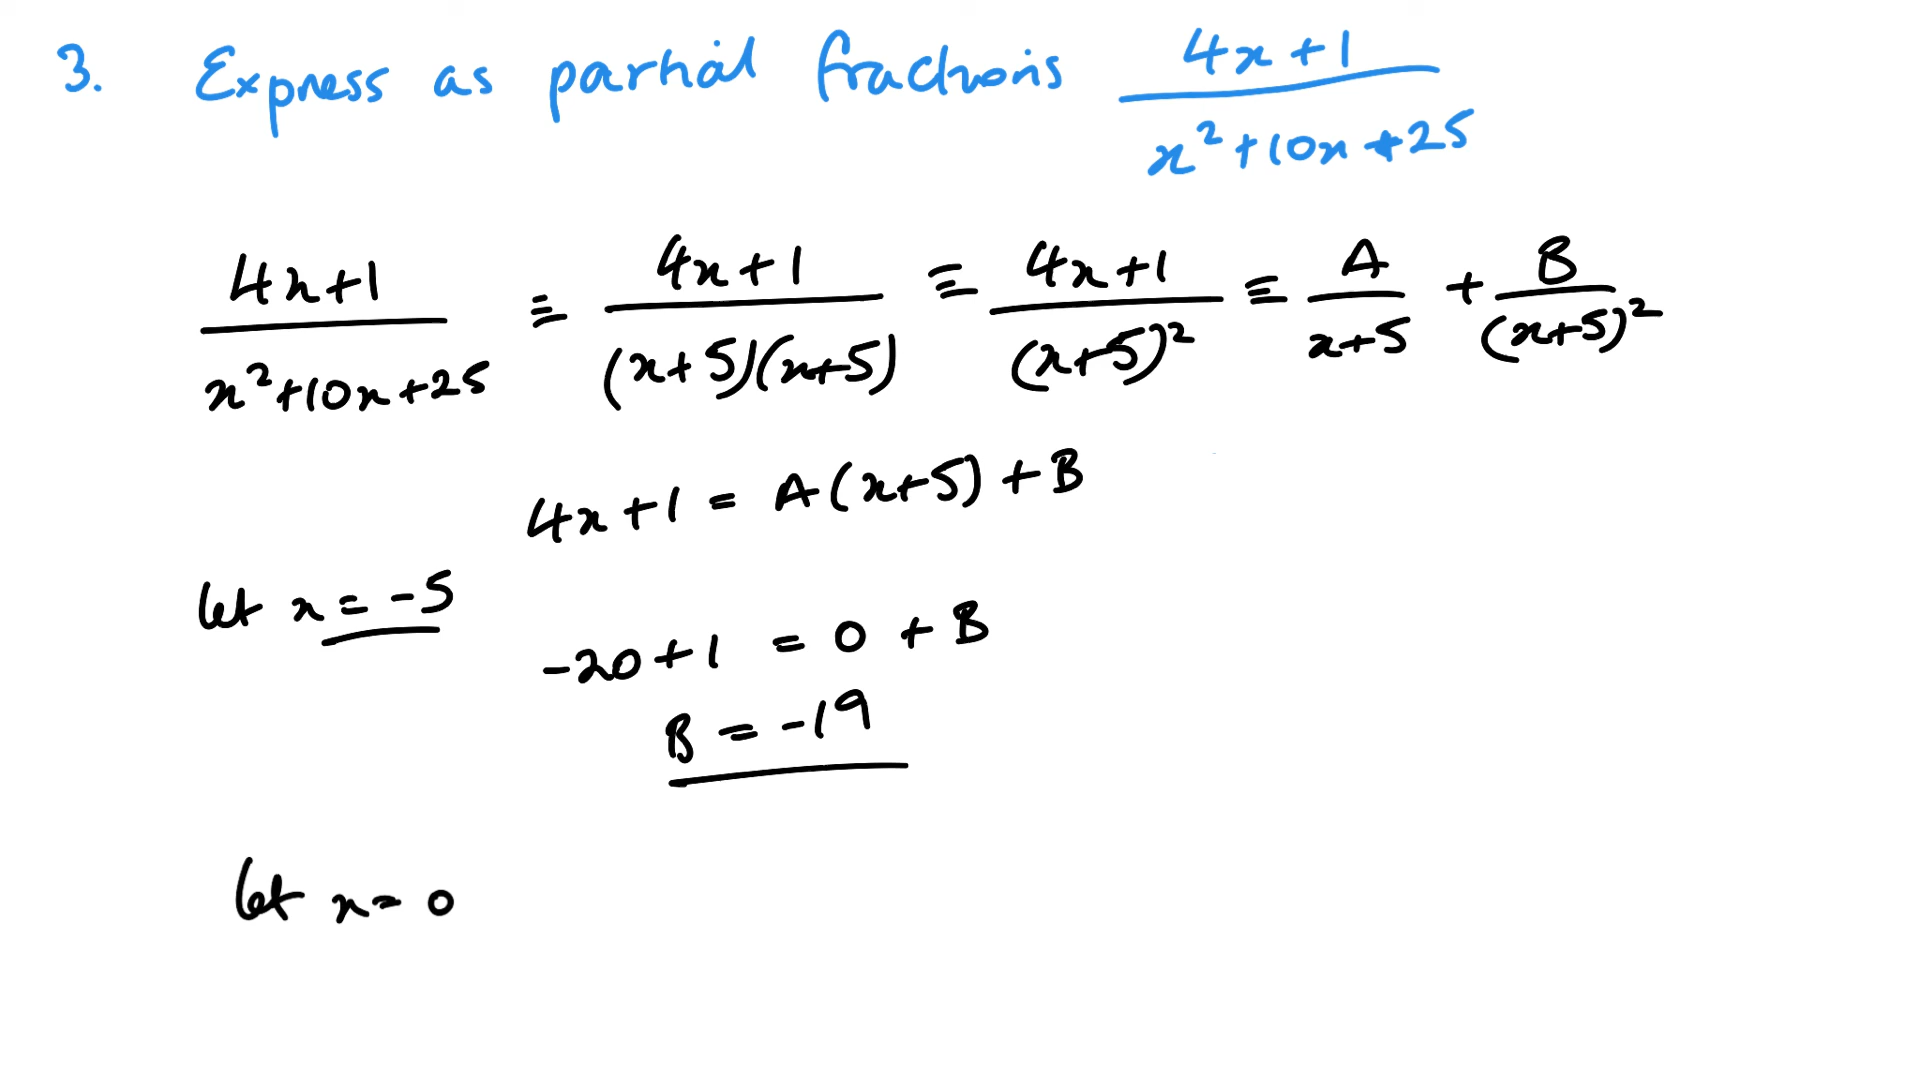 3. Express as partial fractions (4x+1)/(x²+10x+25)
(4x+1)/(x²+10x+25) ≡ (4x+1)/((x+5)(x+5)) ≡ (4x+1)/(x+5)² ≡ A/(x+5) + B/(x+5)²
4x+1 = A(x+5)+B
let x = -5
-20+1 = 0 + B
B = -19
let x = 0